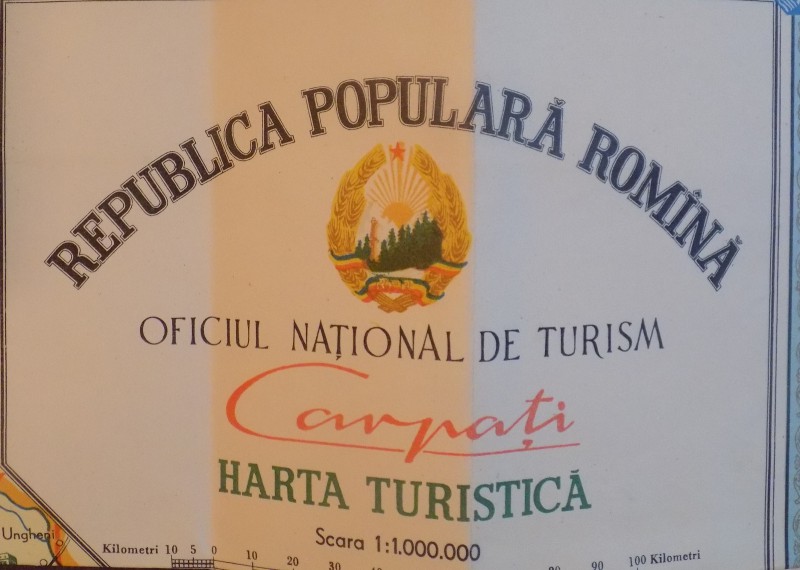 REPUBLICA POPULARĂ ROMÎNĂ
OFICIUL NAȚIONAL DE TURISM
Carpați
HARTA TURISTICĂ
Scara 1:1.000.000
Ungheni
Kilometri 10 5 0 10 20 30 80 90 100 Kilometri